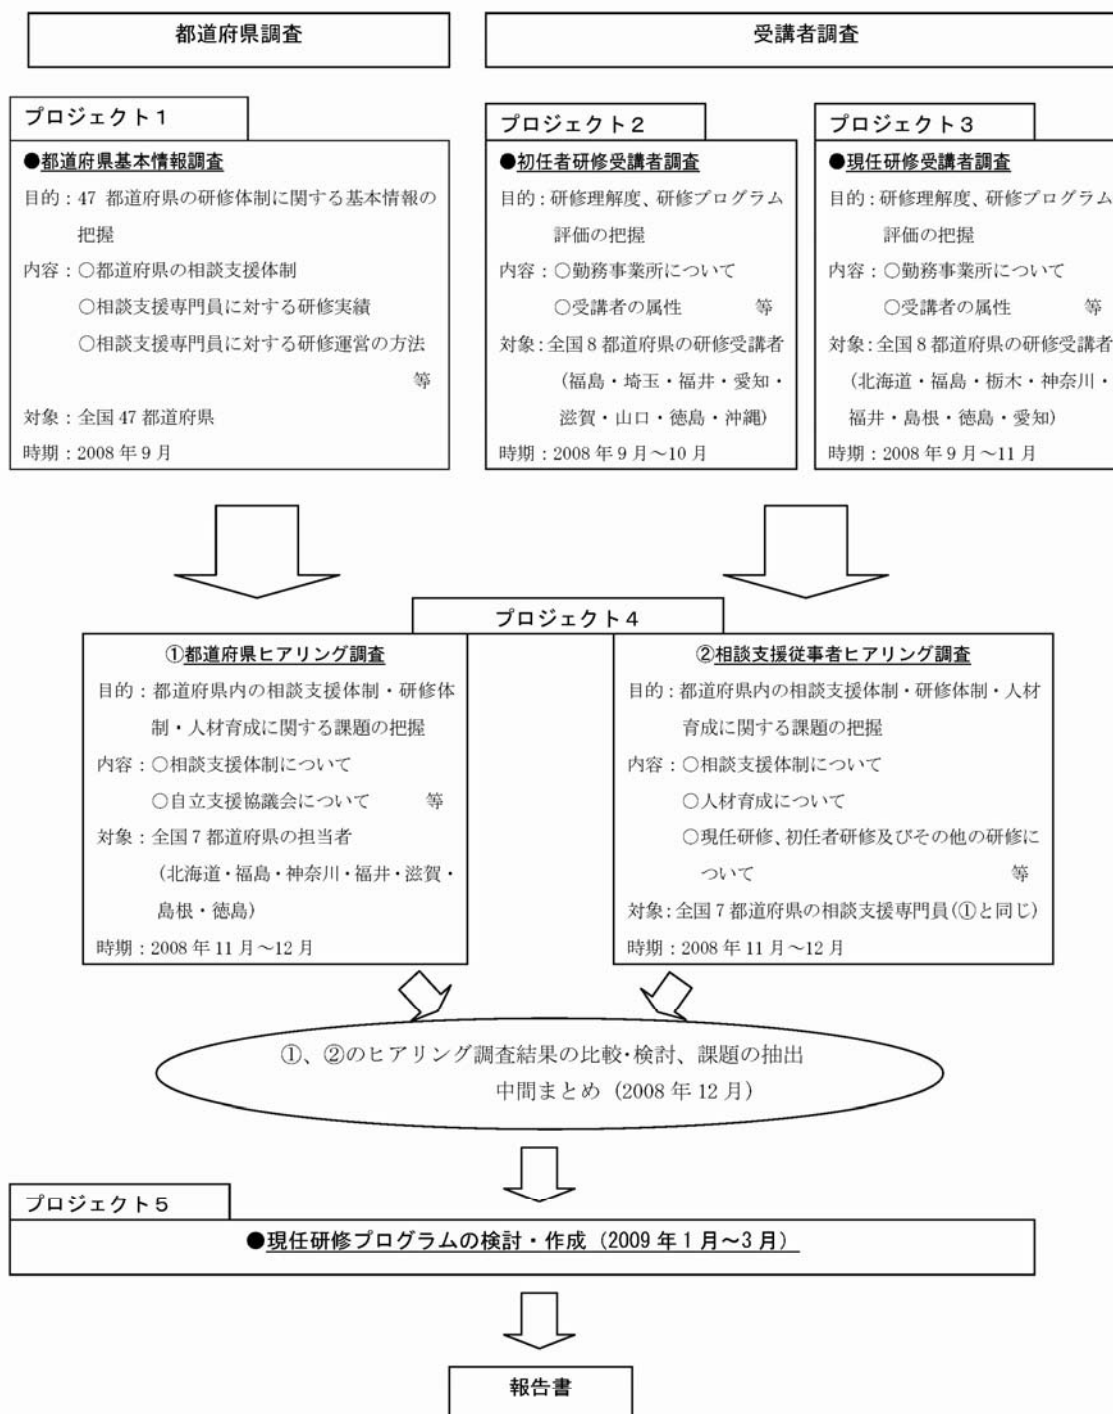 都道府県調査
受講者調査
プロジェクト1
●都道府県基本情報調査
目的：47 都道府県の研修体制に関する基本情報の
把握
内容：○都道府県の相談支援体制
○相談支援専門員に対する研修実績
○相談支援専門員に対する研修運営の方法
等
対象：全国 47 都道府県
時期：2008 年 9 月
プロジェクト2
●初任者研修受講者調査
目的：研修理解度、研修プログラム
評価の把握
内容：○勤務事業所について
○受講者の属性 等
対象：全国 8 都道府県の研修受講者
(福島・埼玉・福井・愛知・
滋賀・山口・徳島・沖縄)
時期：2008 年 9 月～10 月
プロジェクト3
●現任研修受講者調査
目的：研修理解度、研修プログラム
評価の把握
内容：○勤務事業所について
○受講者の属性 等
対象：全国 8 都道府県の研修受講者
(北海道・福島・栃木・神奈川・
福井・島根・徳島・愛知)
時期：2008 年 9 月～11 月
プロジェクト4
①都道府県ヒアリング調査
目的：都道府県内の相談支援体制・研修体
制・人材育成に関する課題の把握
内容：○相談支援体制について
○自立支援協議会について 等
対象：全国 7 都道府県の担当者
(北海道・福島・神奈川・福井・滋賀・
島根・徳島)
時期：2008 年 11 月～12 月
②相談支援従事者ヒアリング調査
目的：都道府県内の相談支援体制・研修体制・人材
育成に関する課題の把握
内容：○相談支援体制について
○人材育成について
○現任研修、初任者研修及びその他の研修に
ついて 等
対象：全国 7 都道府県の相談支援専門員(①と同じ)
時期：2008 年 11 月～12 月
①、②のヒアリング調査結果の比較・検討、課題の抽出
中間まとめ（2008 年 12 月）
プロジェクト5
●現任研修プログラムの検討・作成（2009 年 1 月～3 月）
報告書